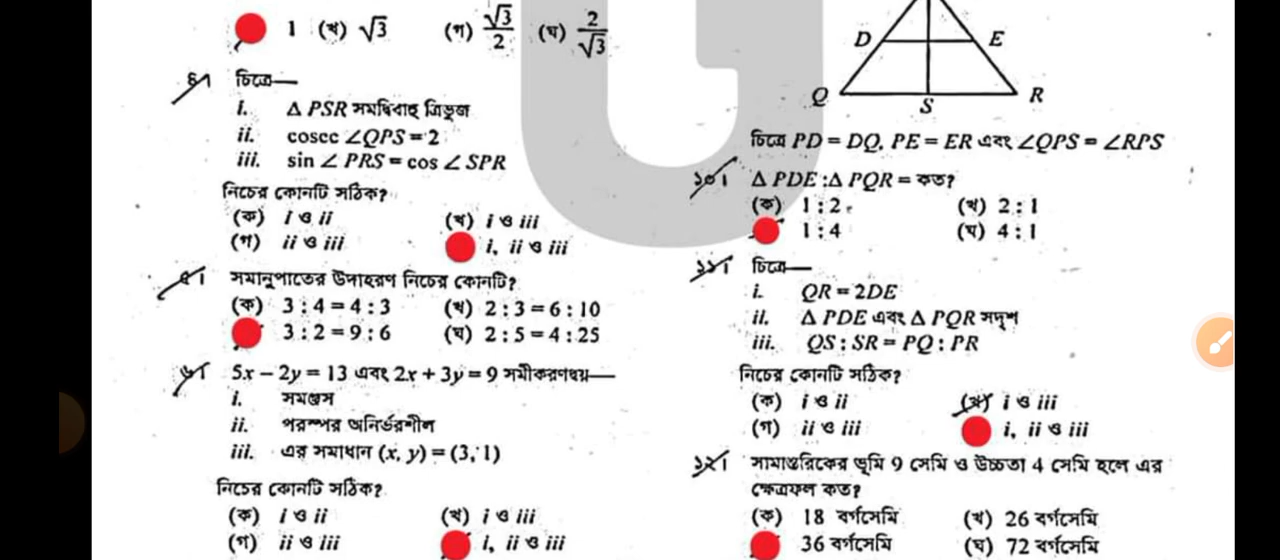 1 (খ) √3 (গ) √3/2 (ঘ) 2/√3
৪। চিত্রে—
i. Δ PSR সমদ্বিবাহু ত্রিভুজ
ii. cosec ∠QPS = 2
iii. sin ∠ PRS = cos ∠ SPR
নিচের কোনটি সঠিক?
(ক) i ও ii (খ) i ও iii
(গ) ii ও iii i, ii ও iii
৫। সমানুপাতের উদাহরণ নিচের কোনটি?
(ক) 3 : 4 = 4 : 3 (খ) 2 : 3 = 6 : 10
3 : 2 = 9 : 6 (ঘ) 2 : 5 = 4 : 25
৬। 5x − 2y = 13 এবং 2x + 3y = 9 সমীকরণদ্বয়—
i. সমঞ্জস
ii. পরস্পর অনির্ভরশীল
iii. এর সমাধান (x, y) = (3, 1)
নিচের কোনটি সঠিক?
(ক) i ও ii (খ) i ও iii
(গ) ii ও iii i, ii ও iii
D E
Q S R
চিত্রে PD = DQ, PE = ER এবং ∠QPS = ∠RPS
১০। Δ PDE : Δ PQR = কত?
(ক) 1 : 2 (খ) 2 : 1
1 : 4 (ঘ) 4 : 1
১১। চিত্রে—
i. QR = 2DE
ii. Δ PDE এবং Δ PQR সদৃশ
iii. QS : SR = PQ : PR
নিচের কোনটি সঠিক?
(ক) i ও ii (খ) i ও iii
(গ) ii ও iii i, ii ও iii
১২। সামান্তরিকের ভূমি 9 সেমি ও উচ্চতা 4 সেমি হলে এর
ক্ষেত্রফল কত?
(ক) 18 বর্গসেমি (খ) 26 বর্গসেমি
36 বর্গসেমি (ঘ) 72 বর্গসেমি